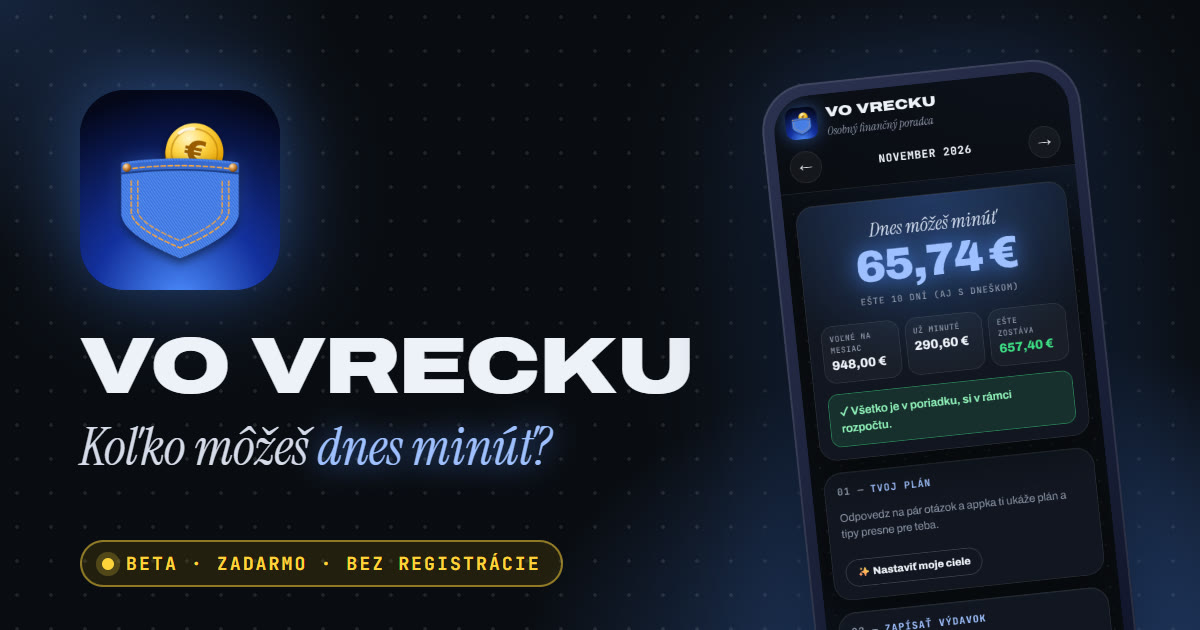 €
VO VRECKU
Koľko môžeš dnes minúť?
BETA · ZADARMO · BEZ REGISTRÁCIE
VO VRECKU
Osobný finančný poradca
← NOVEMBER 2026 →
Dnes môžeš minúť
65,74 €
EŠTE 10 DNÍ (AJ S DNEŠKOM)
VOĽNÉ NA
MESIAC
948,00 €
UŽ MINUTÉ
290,60 €
EŠTE
ZOSTÁVA
657,40 €
✓ Všetko je v poriadku, si v rámci
rozpočtu.
01 — TVOJ PLÁN
Odpovedz na pár otázok a appka ti ukáže plán a
tipy presne pre teba.
✨ Nastaviť moje ciele
02 — ZAPÍSAŤ VÝDAVOK